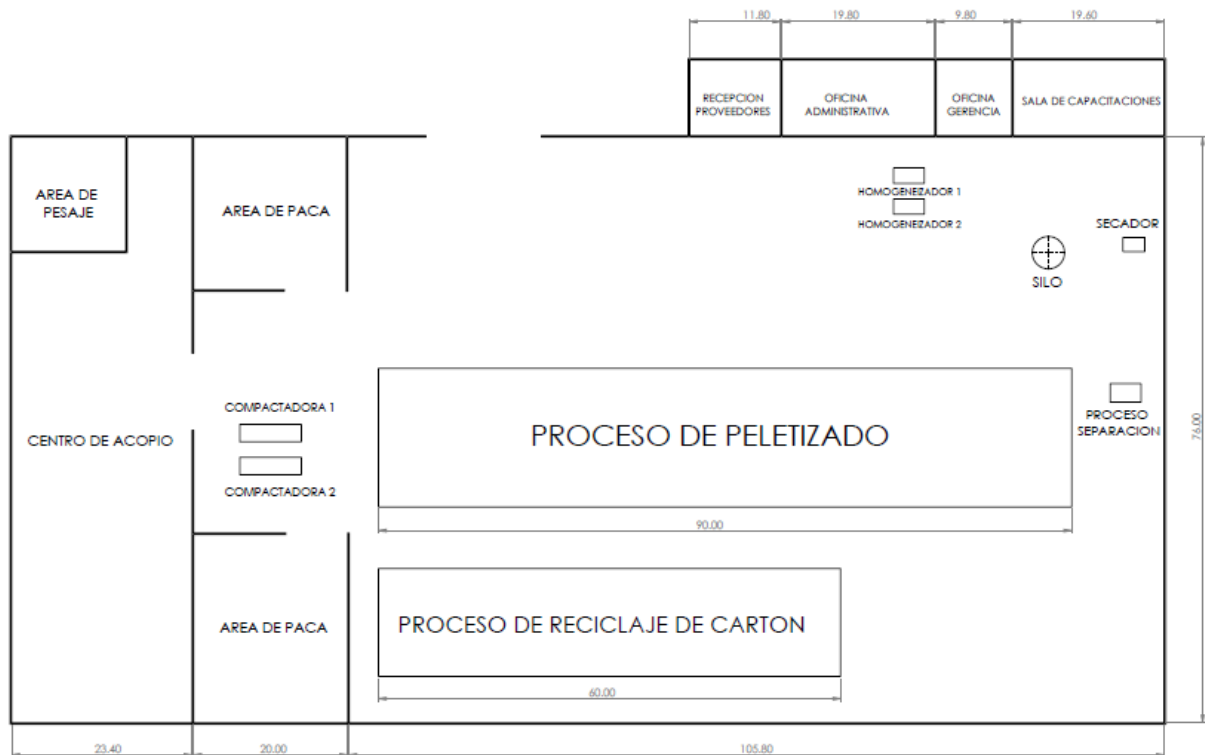 11.80
19.80
9.80
19.60
RECEPCION
PROVEEDORES
OFICINA
ADMINISTRATIVA
OFICINA
GERENCIA
SALA DE CAPACITACIONES
AREA DE
PESAJE
AREA DE PACA
HOMOGENEIZADOR 1
HOMOGENEIZADOR 2
SECADOR
SILO
COMPACTADORA 1
CENTRO DE ACOPIO
PROCESO DE PELETIZADO
PROCESO
SEPARACION
76.00
COMPACTADORA 2
90.00
AREA DE PACA
PROCESO DE RECICLAJE DE CARTON
60.00
23.40
20.00
105.80